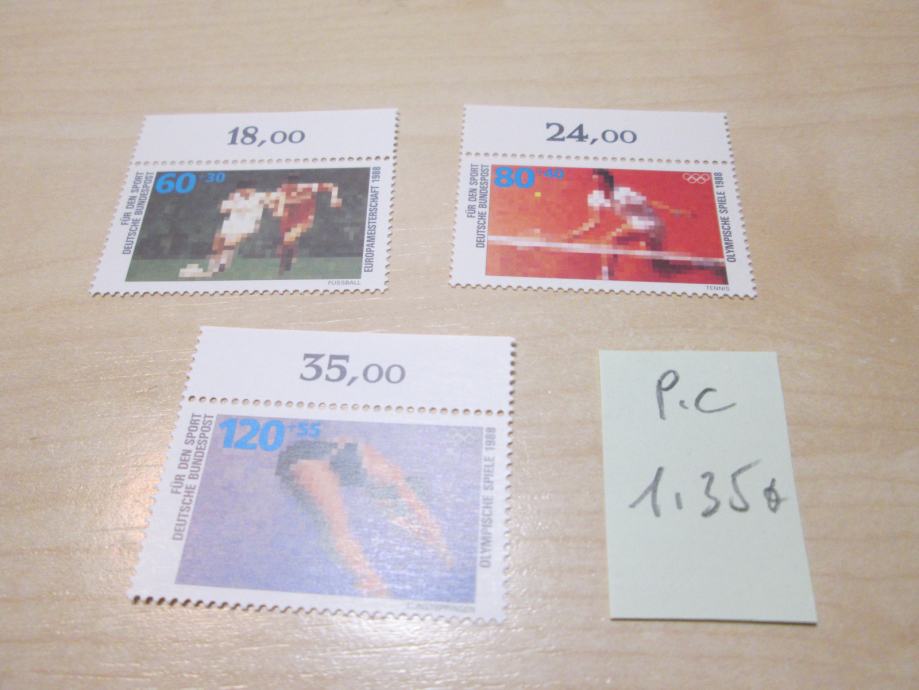 18,00
60+30
FÜR DEN SPORT
DEUTSCHE BUNDESPOST
EUROPAMEISTERSCHAFT 1988
FUSSBALL
24,00
80+40
FÜR DEN SPORT
DEUTSCHE BUNDESPOST
OLYMPISCHE SPIELE 1988
TENNIS
35,00
120+55
FÜR DEN SPORT
DEUTSCHE BUNDESPOST
OLYMPISCHE SPIELE 1988
P.C
1.35